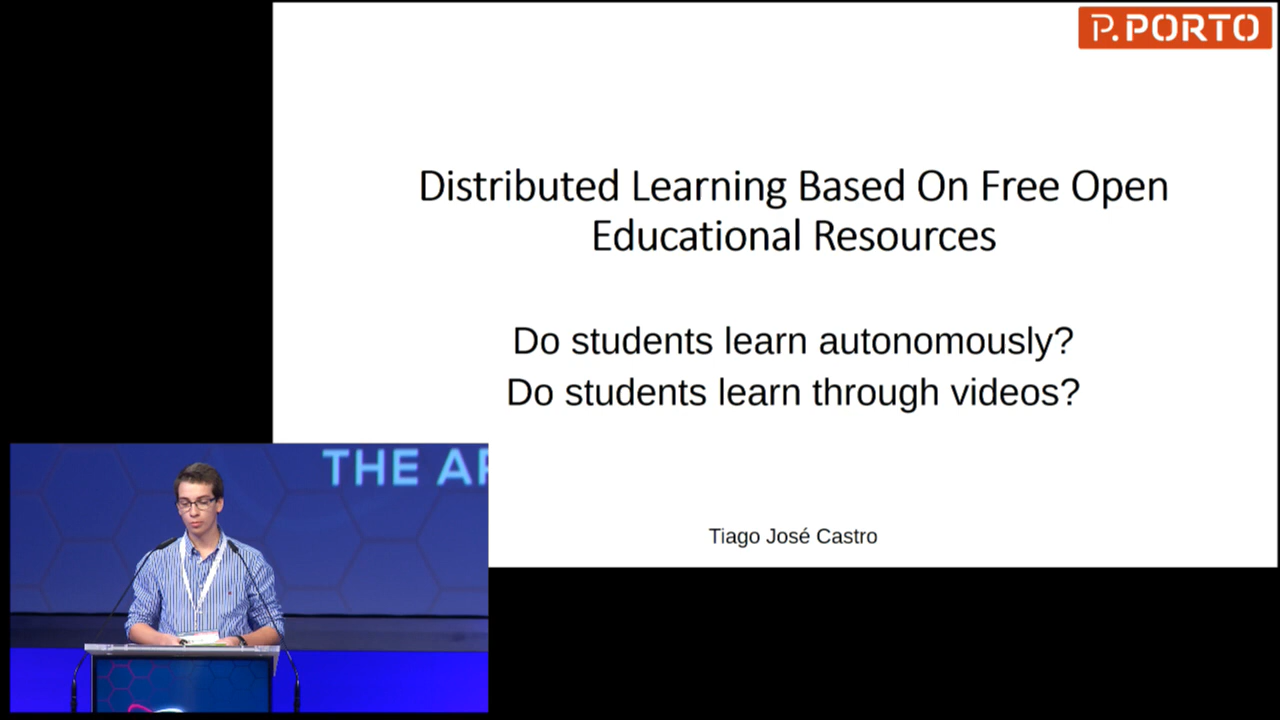 P.PORTO
Distributed Learning Based On Free Open
Educational Resources
Do students learn autonomously?
Do students learn through videos?
Tiago José Castro
THE